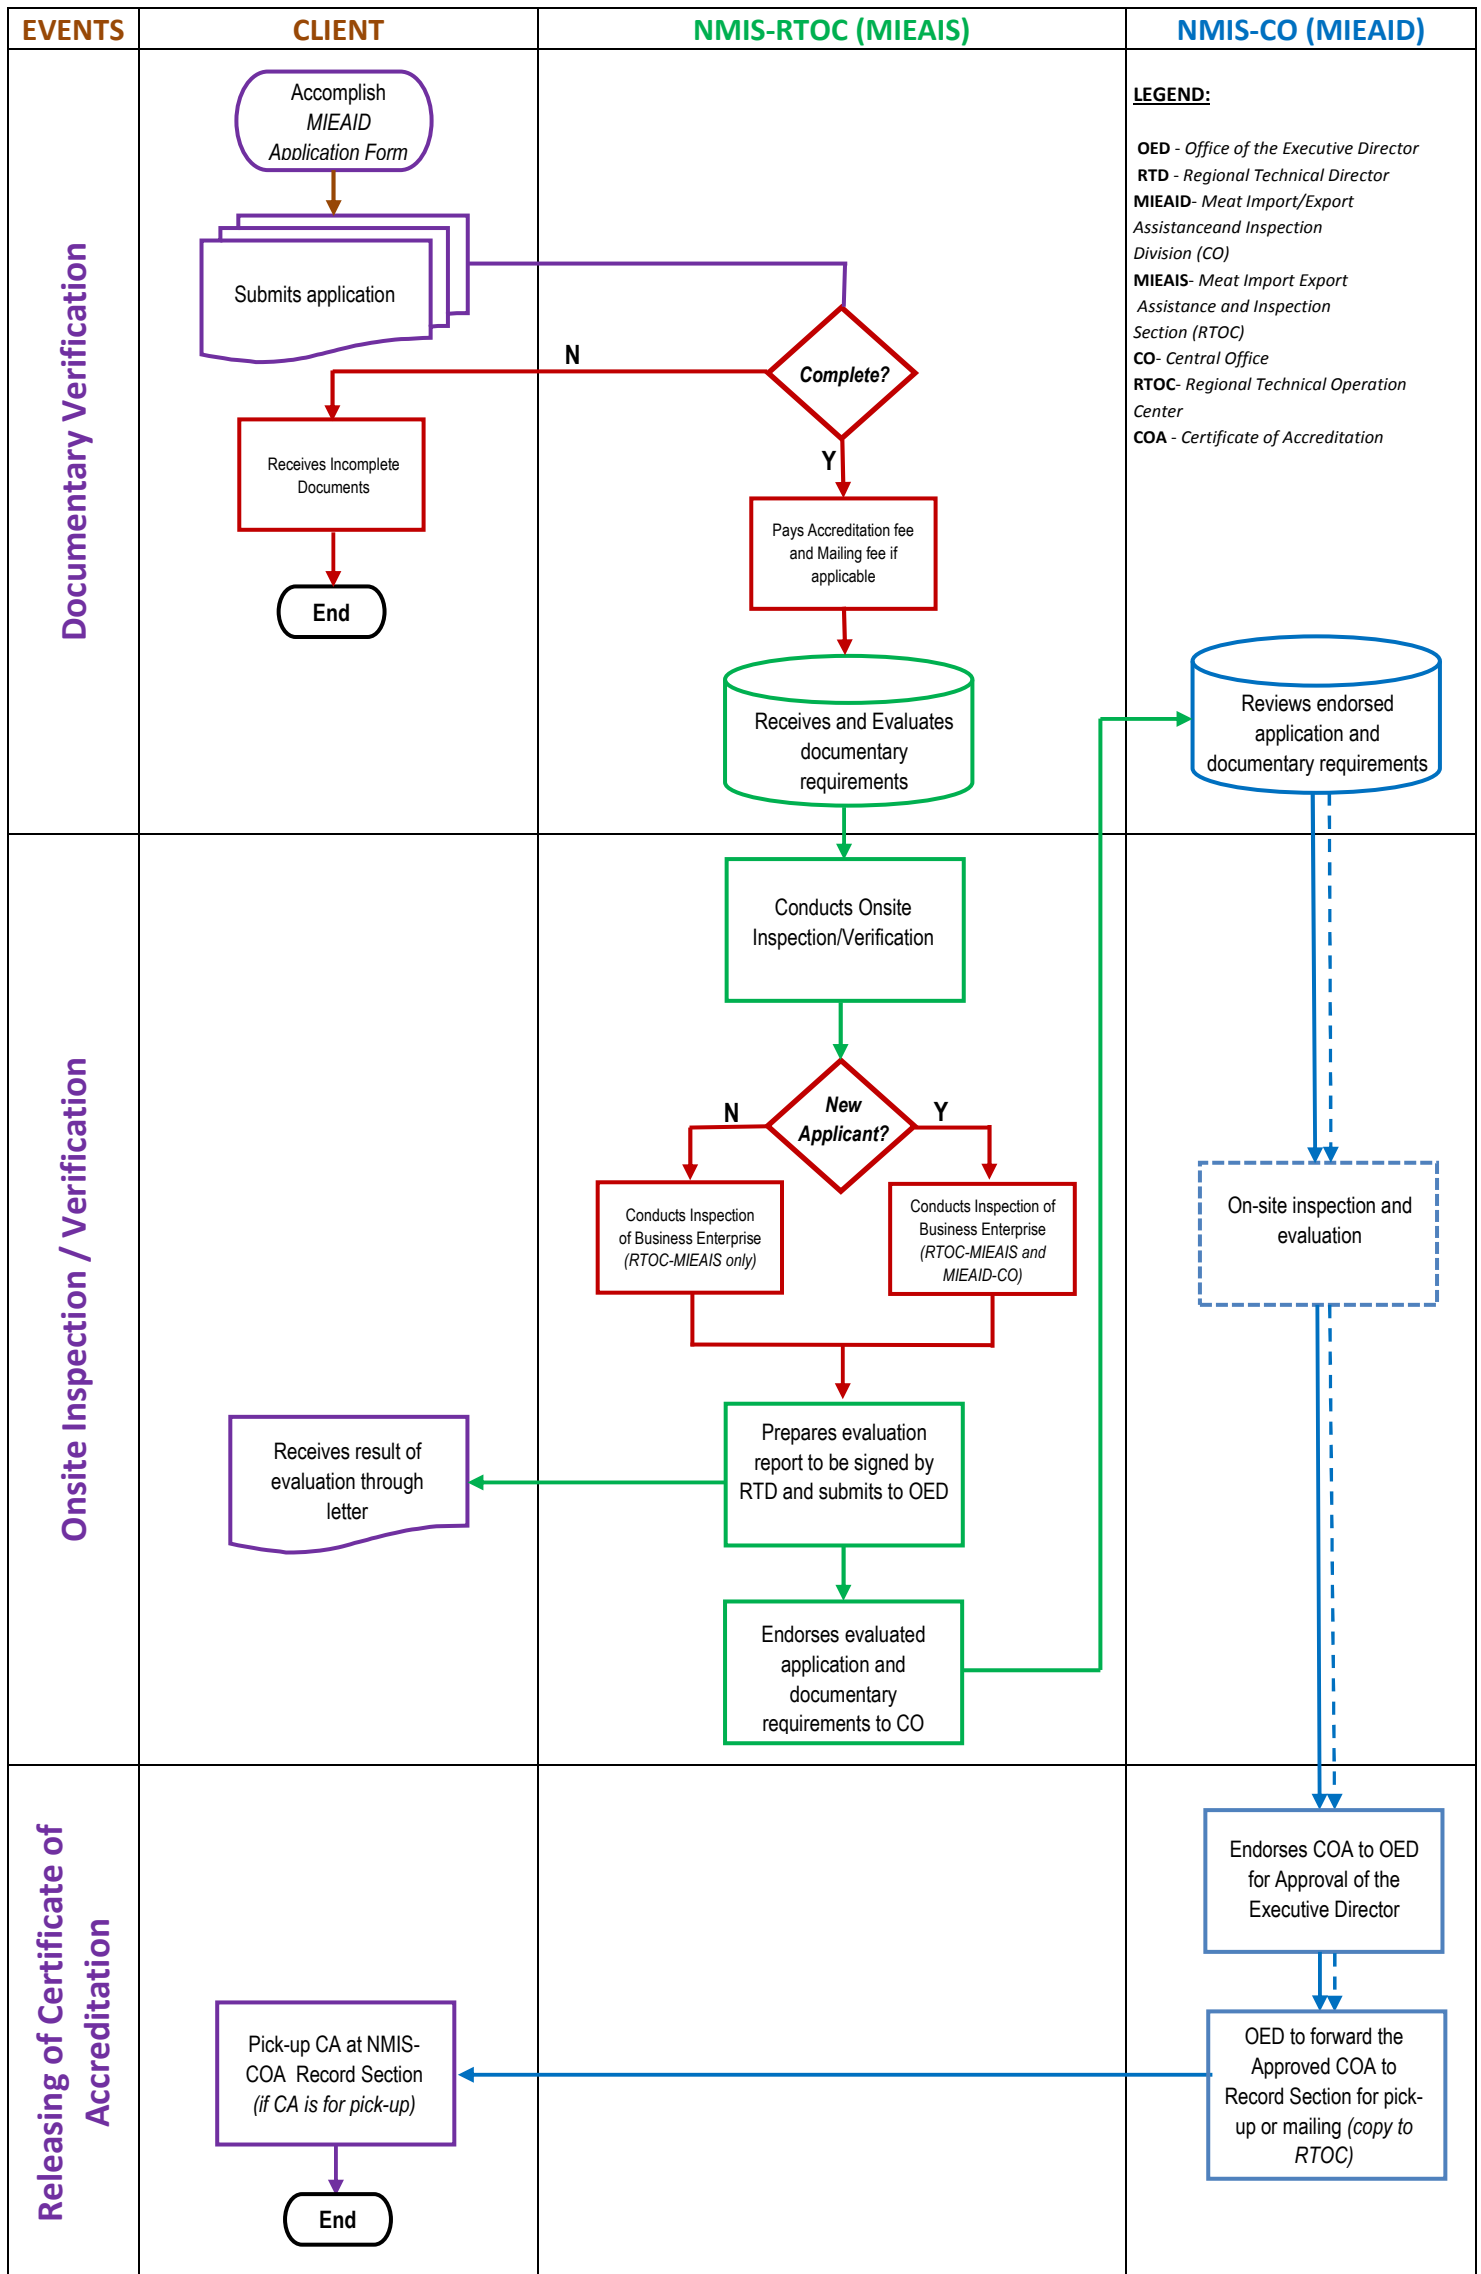 EVENTS
CLIENT
NMIS-RTOC (MIEAIS)
NMIS-CO (MIEAID)
Documentary Verification
Accomplish
MIEAID
Application Form
Submits application
N
Complete?
Y
Receives Incomplete
Documents
End
Pays Accreditation fee
and Mailing fee if
applicable
Receives and Evaluates
documentary
requirements
LEGEND:
OED - Office of the Executive Director
RTD - Regional Technical Director
MIEAID- Meat Import/Export
Assistanceand Inspection
Division (CO)
MIEAIS- Meat Import Export
Assistance and Inspection
Section (RTOC)
CO- Central Office
RTOC- Regional Technical Operation
Center
COA - Certificate of Accreditation
Reviews endorsed
application and
documentary requirements
Onsite Inspection / Verification
Conducts Onsite
Inspection/Verification
New
Applicant?
N
Y
Conducts Inspection
of Business Enterprise
(RTOC-MIEAIS only)
Conducts Inspection of
Business Enterprise
(RTOC-MIEAIS and
MIEAID-CO)
On-site inspection and
evaluation
Receives result of
evaluation through
letter
Prepares evaluation
report to be signed by
RTD and submits to OED
Endorses evaluated
application and
documentary
requirements to CO
Releasing of Certificate of
Accreditation
Endorses COA to OED
for Approval of the
Executive Director
Pick-up CA at NMIS-
COA Record Section
(if CA is for pick-up)
End
OED to forward the
Approved COA to
Record Section for pick-
up or mailing (copy to
RTOC)